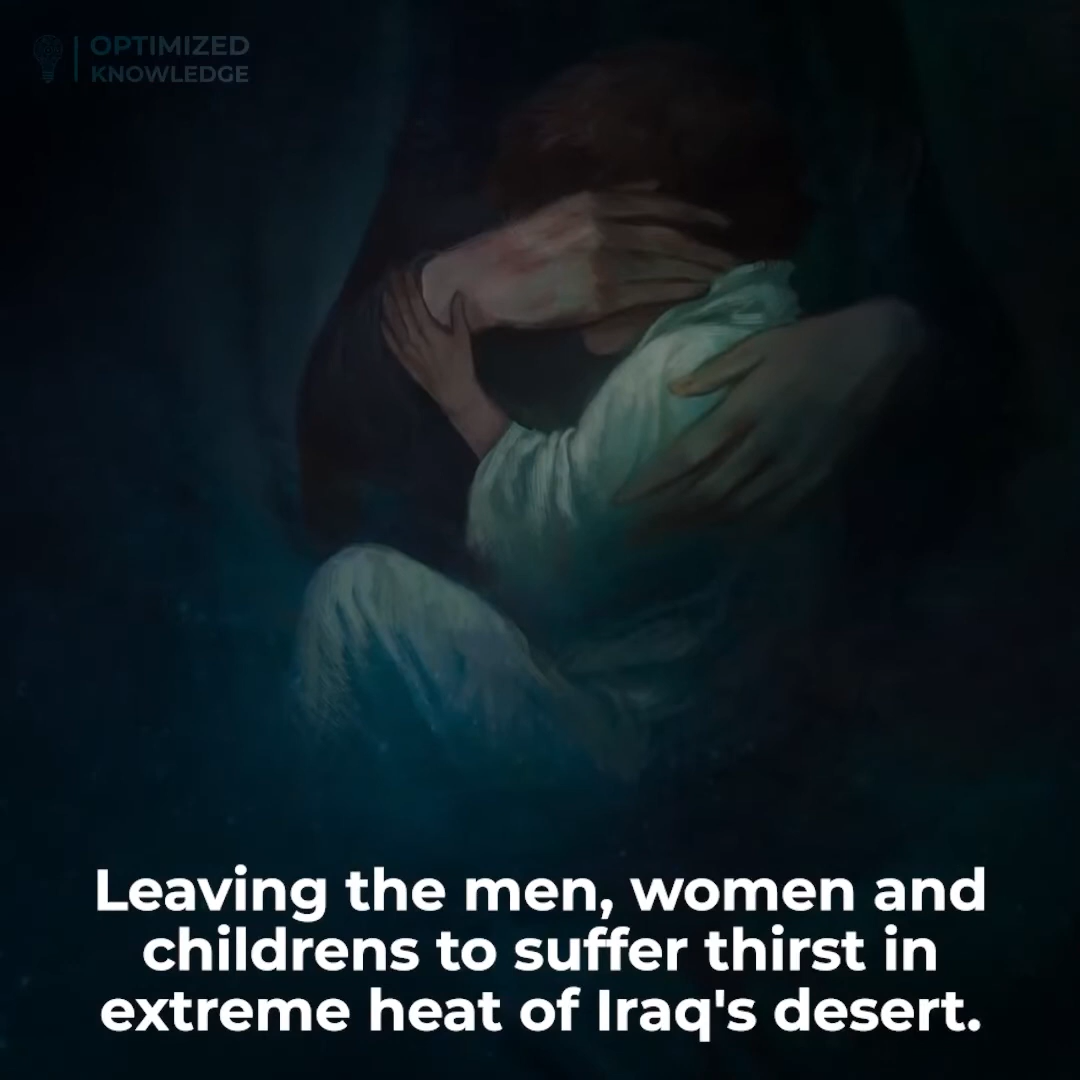 OPTIMIZED
KNOWLEDGE
Leaving the men, women and
childrens to suffer thirst in
extreme heat of Iraq's desert.